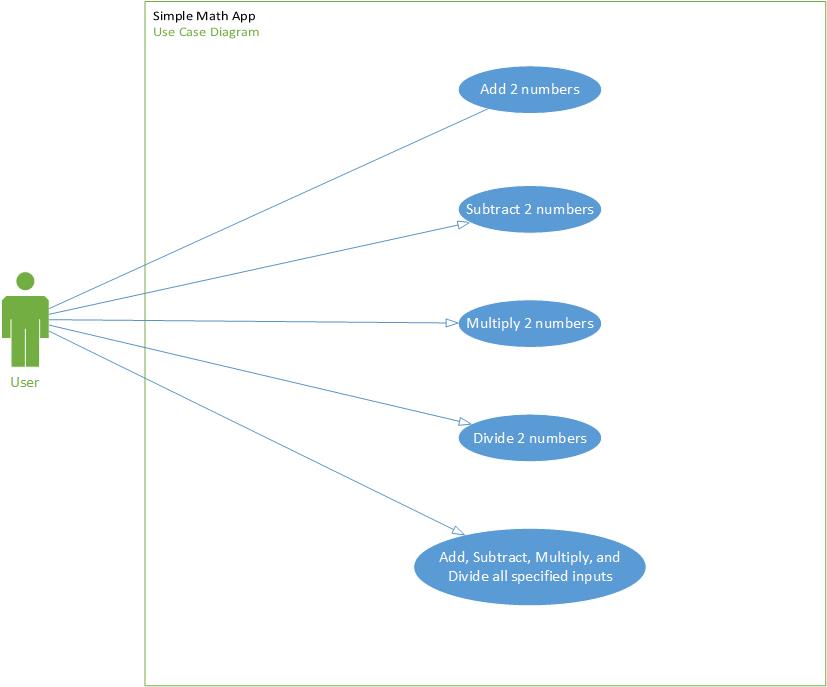 Simple Math App
Use Case Diagram
Add 2 numbers
Subtract 2 numbers
Multiply 2 numbers
User
Divide 2 numbers
Add, Subtract, Multiply, and
Divide all specified inputs